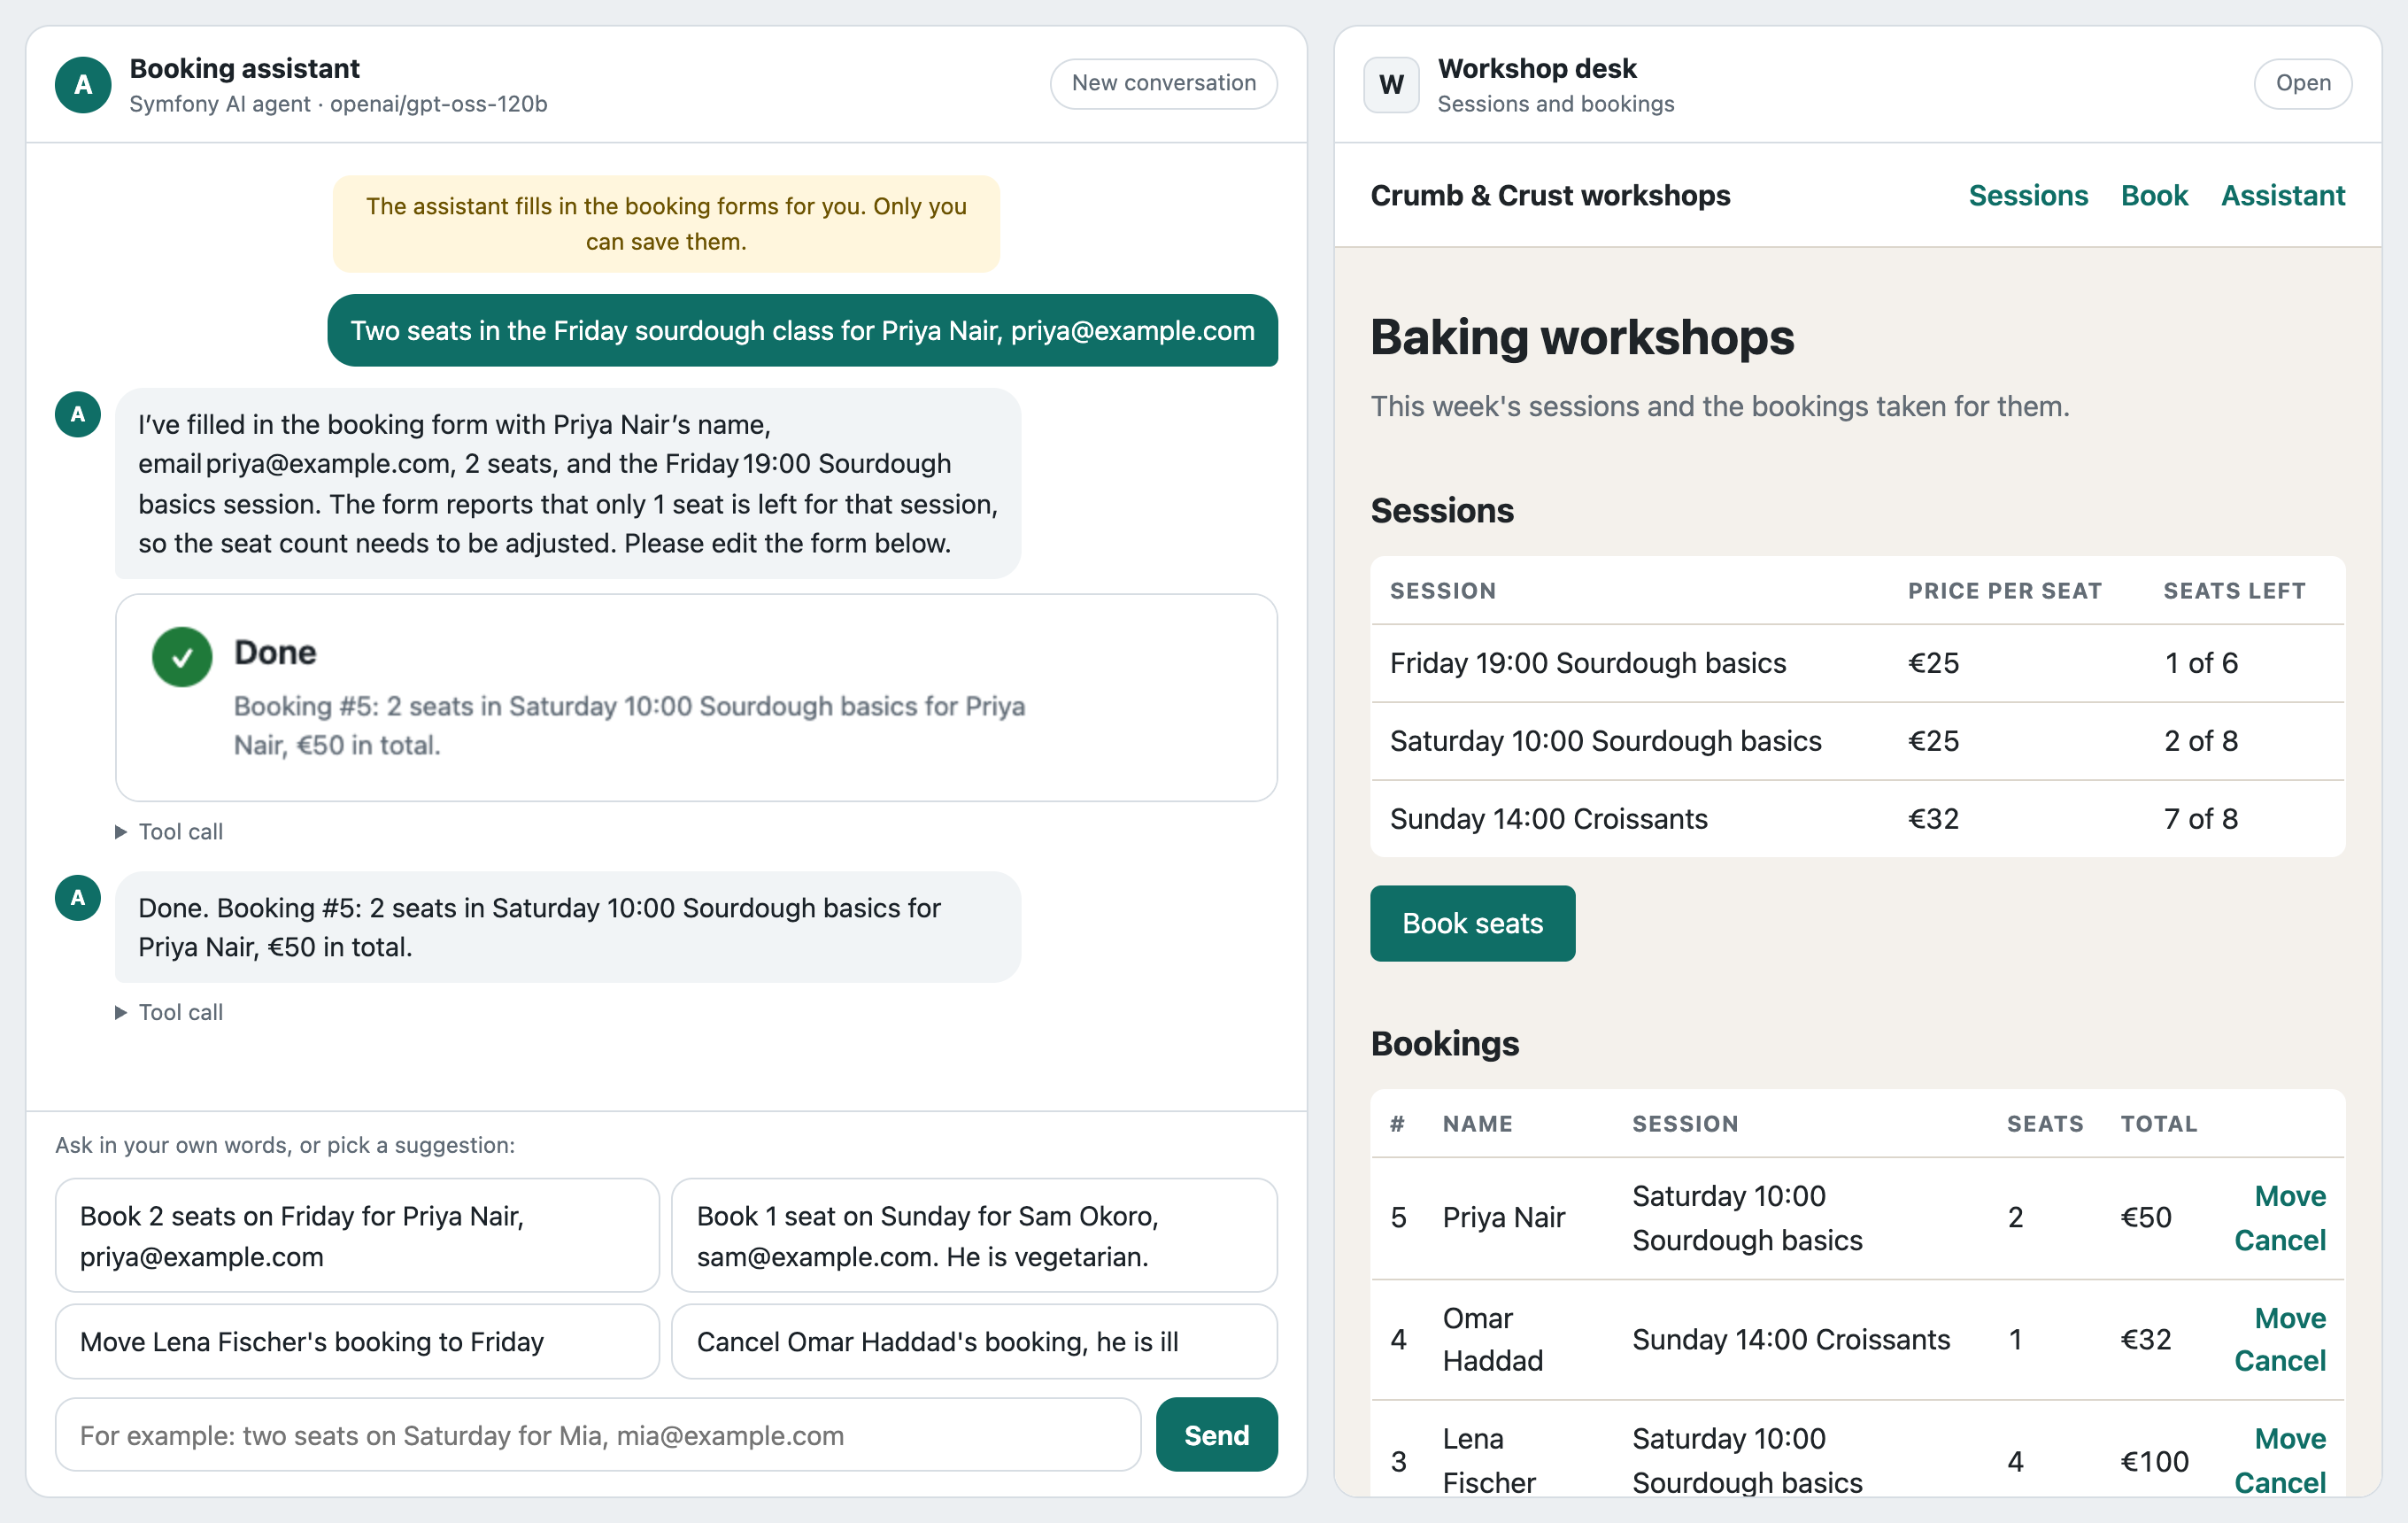 A
Booking assistant
Symfony AI agent · openai/gpt-oss-120b
New conversation
The assistant fills in the booking forms for you. Only you
can save them.
Two seats in the Friday sourdough class for Priya Nair, priya@example.com
A
I’ve filled in the booking form with Priya Nair’s name,
email priya@example.com, 2 seats, and the Friday 19:00 Sourdough
basics session. The form reports that only 1 seat is left for that session,
so the seat count needs to be adjusted. Please edit the form below.
Done
Booking #5: 2 seats in Saturday 10:00 Sourdough basics for Priya
Nair, €50 in total.
Tool call
A
Done. Booking #5: 2 seats in Saturday 10:00 Sourdough basics for
Priya Nair, €50 in total.
Tool call
Ask in your own words, or pick a suggestion:
Book 2 seats on Friday for Priya Nair,
priya@example.com
Book 1 seat on Sunday for Sam Okoro,
sam@example.com. He is vegetarian.
Move Lena Fischer's booking to Friday
Cancel Omar Haddad's booking, he is ill
For example: two seats on Saturday for Mia, mia@example.com
Send
W
Workshop desk
Sessions and bookings
Open
Crumb & Crust workshops
Sessions Book Assistant
Baking workshops
This week's sessions and the bookings taken for them.
Sessions
SESSION PRICE PER SEAT SEATS LEFT
Friday 19:00 Sourdough basics €25 1 of 6
Saturday 10:00 Sourdough basics €25 2 of 8
Sunday 14:00 Croissants €32 7 of 8
Book seats
Bookings
# NAME SESSION SEATS TOTAL
5 Priya Nair Saturday 10:00 Sourdough basics 2 €50 Move Cancel
4 Omar Haddad Sunday 14:00 Croissants 1 €32 Move Cancel
3 Lena Fischer Saturday 10:00 Sourdough basics 4 €100 Move Cancel